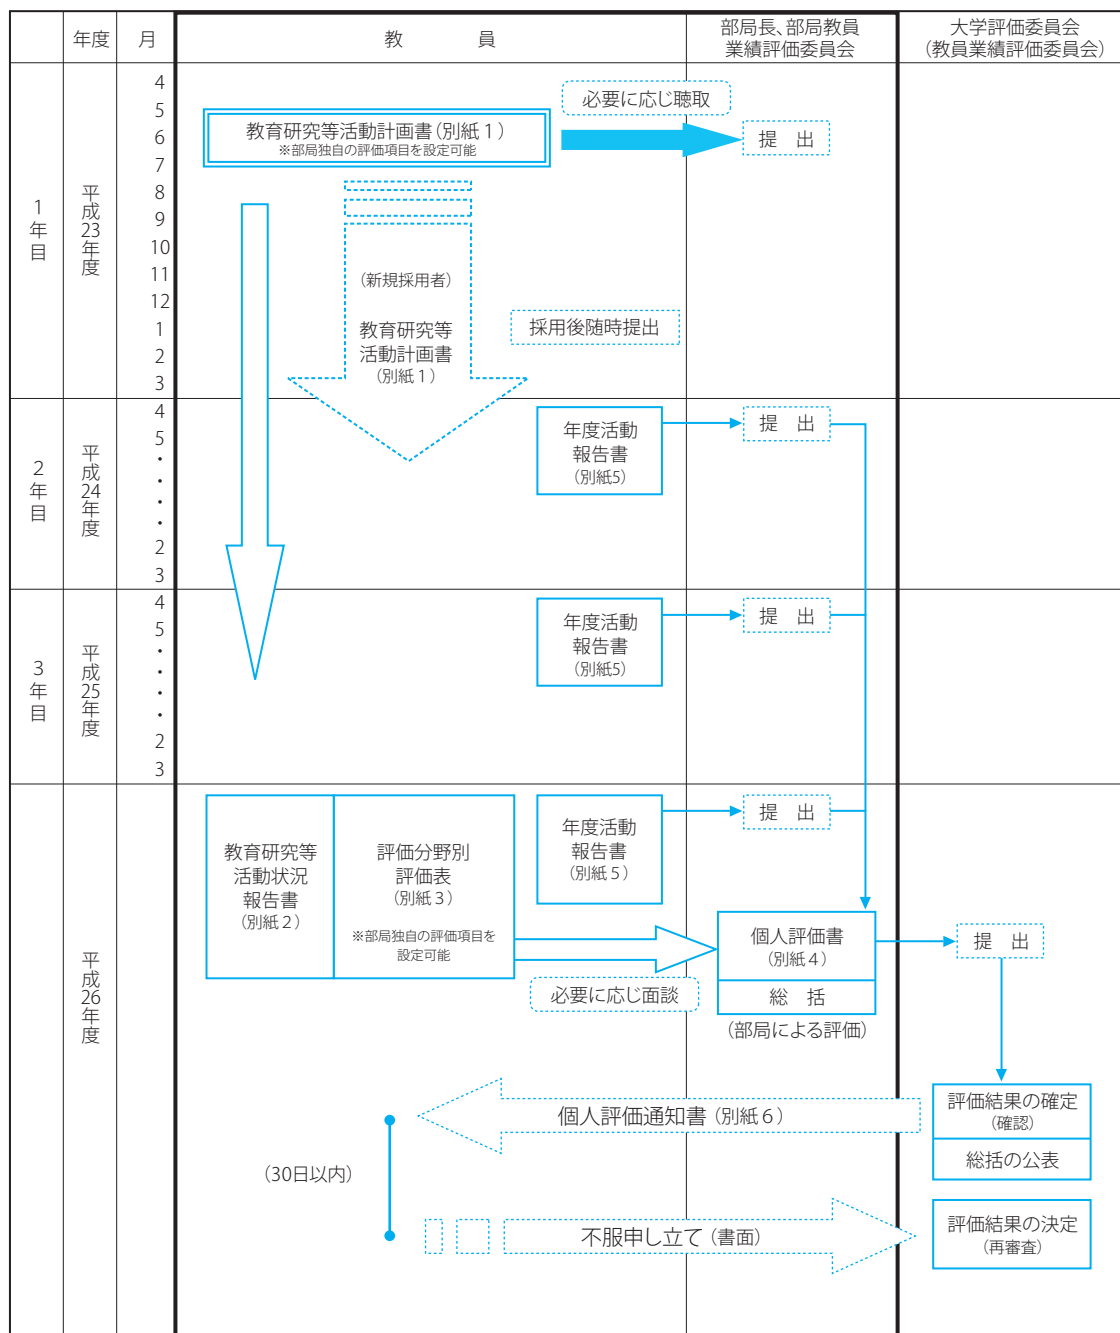 年度
月
教　員
部局長、部局教員
業績評価委員会
大学評価委員会
（教員業績評価委員会）
1年目
平成23年度
4
5
6
7
8
9
10
11
12
1
2
3
教育研究等活動計画書（別紙１）
※部局独自の評価項目を設定可能
必要に応じ聴取
提　出
（新規採用者）
教育研究等
活動計画書
（別紙１）
採用後随時提出
2年目
平成24年度
4
5
・
・
・
・
2
3
年度活動
報告書
（別紙5）
提　出
3年目
平成25年度
4
5
・
・
・
・
2
3
年度活動
報告書
（別紙5）
提　出
平成26年度
教育研究等
活動状況
報告書
（別紙２）
評価分野別
評価表
（別紙３）
※部局独自の評価項目を
設定可能
年度活動
報告書
（別紙５）
提　出
必要に応じ面談
個人評価書
（別紙４）
総　括
（部局による評価）
提　出
評価結果の確定
（確認）
総括の公表
個人評価通知書（別紙６）
（30日以内）
不服申し立て（書面）
評価結果の決定
（再審査）